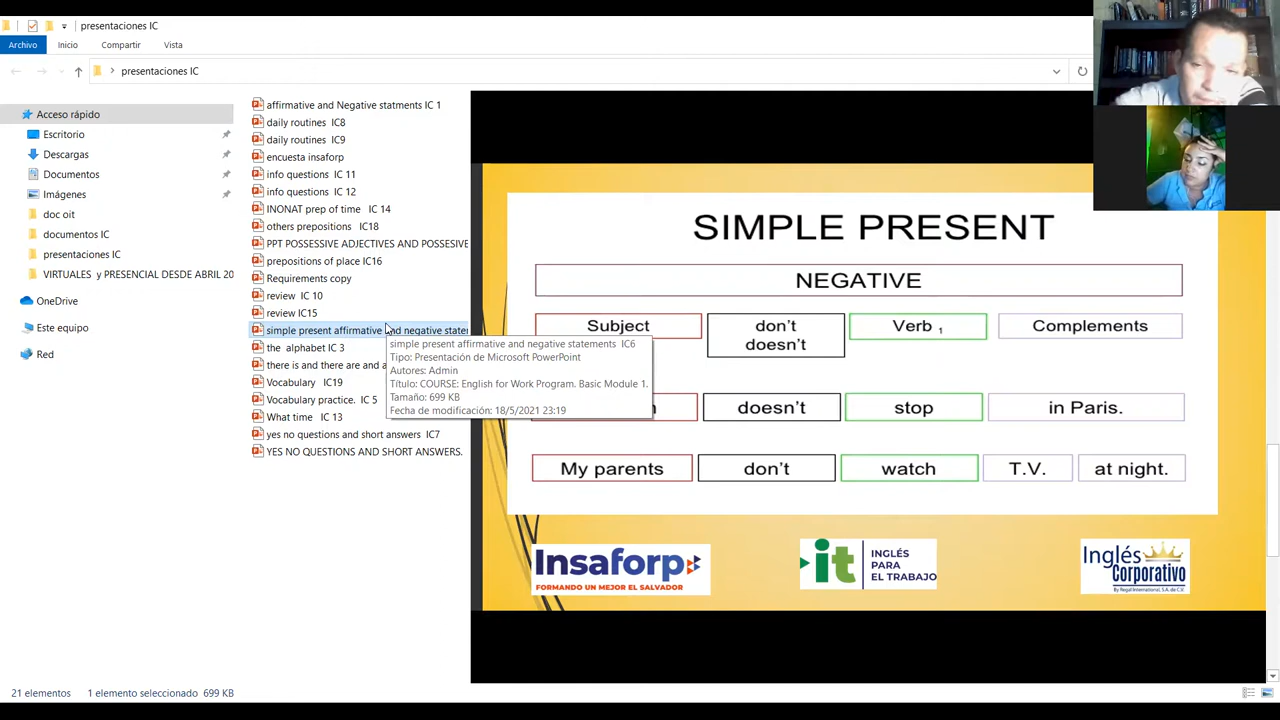 presentaciones IC
Archivo Inicio Compartir Vista
presentaciones IC
Acceso rápido
Escritorio
Descargas
Documentos
Imágenes
doc oit
documentos IC
presentaciones IC
VIRTUALES y PRESENCIAL DESDE ABRIL 20
OneDrive
Este equipo
Red
affirmative and Negative statments IC 1
daily routines IC8
daily routines IC9
encuesta insaforp
info questions IC 11
info questions IC 12
INONAT prep of time IC 14
others prepositions IC18
PPT POSSESSIVE ADJECTIVES AND POSSESIVE
prepositions of place IC16
Requirements copy
review IC 10
review IC15
simple present affirmative and negative state
the alphabet IC 3
there is and there are and a
Vocabulary IC19
Vocabulary practice. IC 5
What time IC 13
yes no questions and short answers IC7
YES NO QUESTIONS AND SHORT ANSWERS.
simple present affirmative and negative statements IC6
Tipo: Presentación de Microsoft PowerPoint
Autores: Admin
Título: COURSE: English for Work Program. Basic Module 1.
Tamaño: 699 KB
Fecha de modificación: 18/5/2021 23:19
SIMPLE PRESENT
NEGATIVE
Subject don't doesn't Verb 1 Complements
doesn't stop in Paris.
My parents don't watch T.V. at night.
Insaforp
FORMANDO UN MEJOR EL SALVADOR
it INGLÉS PARA EL TRABAJO
Inglés Corporativo
By Regal International, S.A. de C.V.
21 elementos 1 elemento seleccionado 699 KB